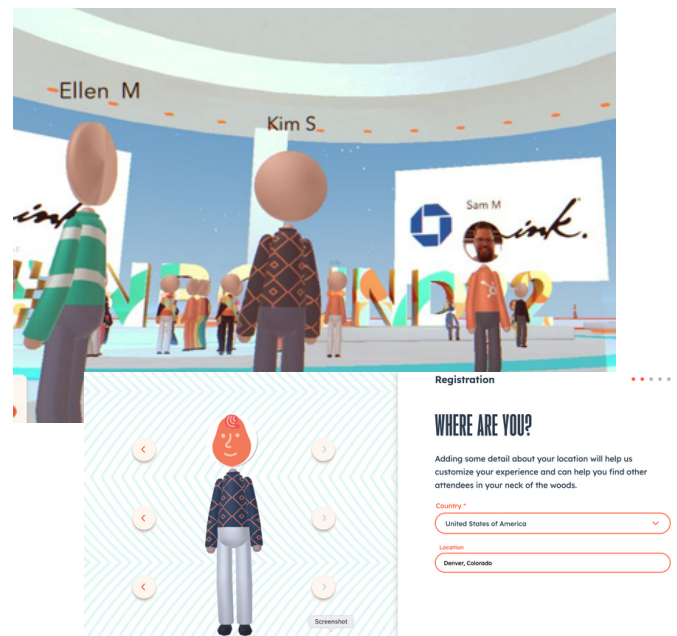 Ellen M
Kim S
Sam M
ink.
Registration
WHERE ARE YOU?
Adding some detail about your location will help us
customize your experience and can help you find other
attendees in your neck of the woods.
Country *
United States of America
Location
Denver, Colorado
Screenshot